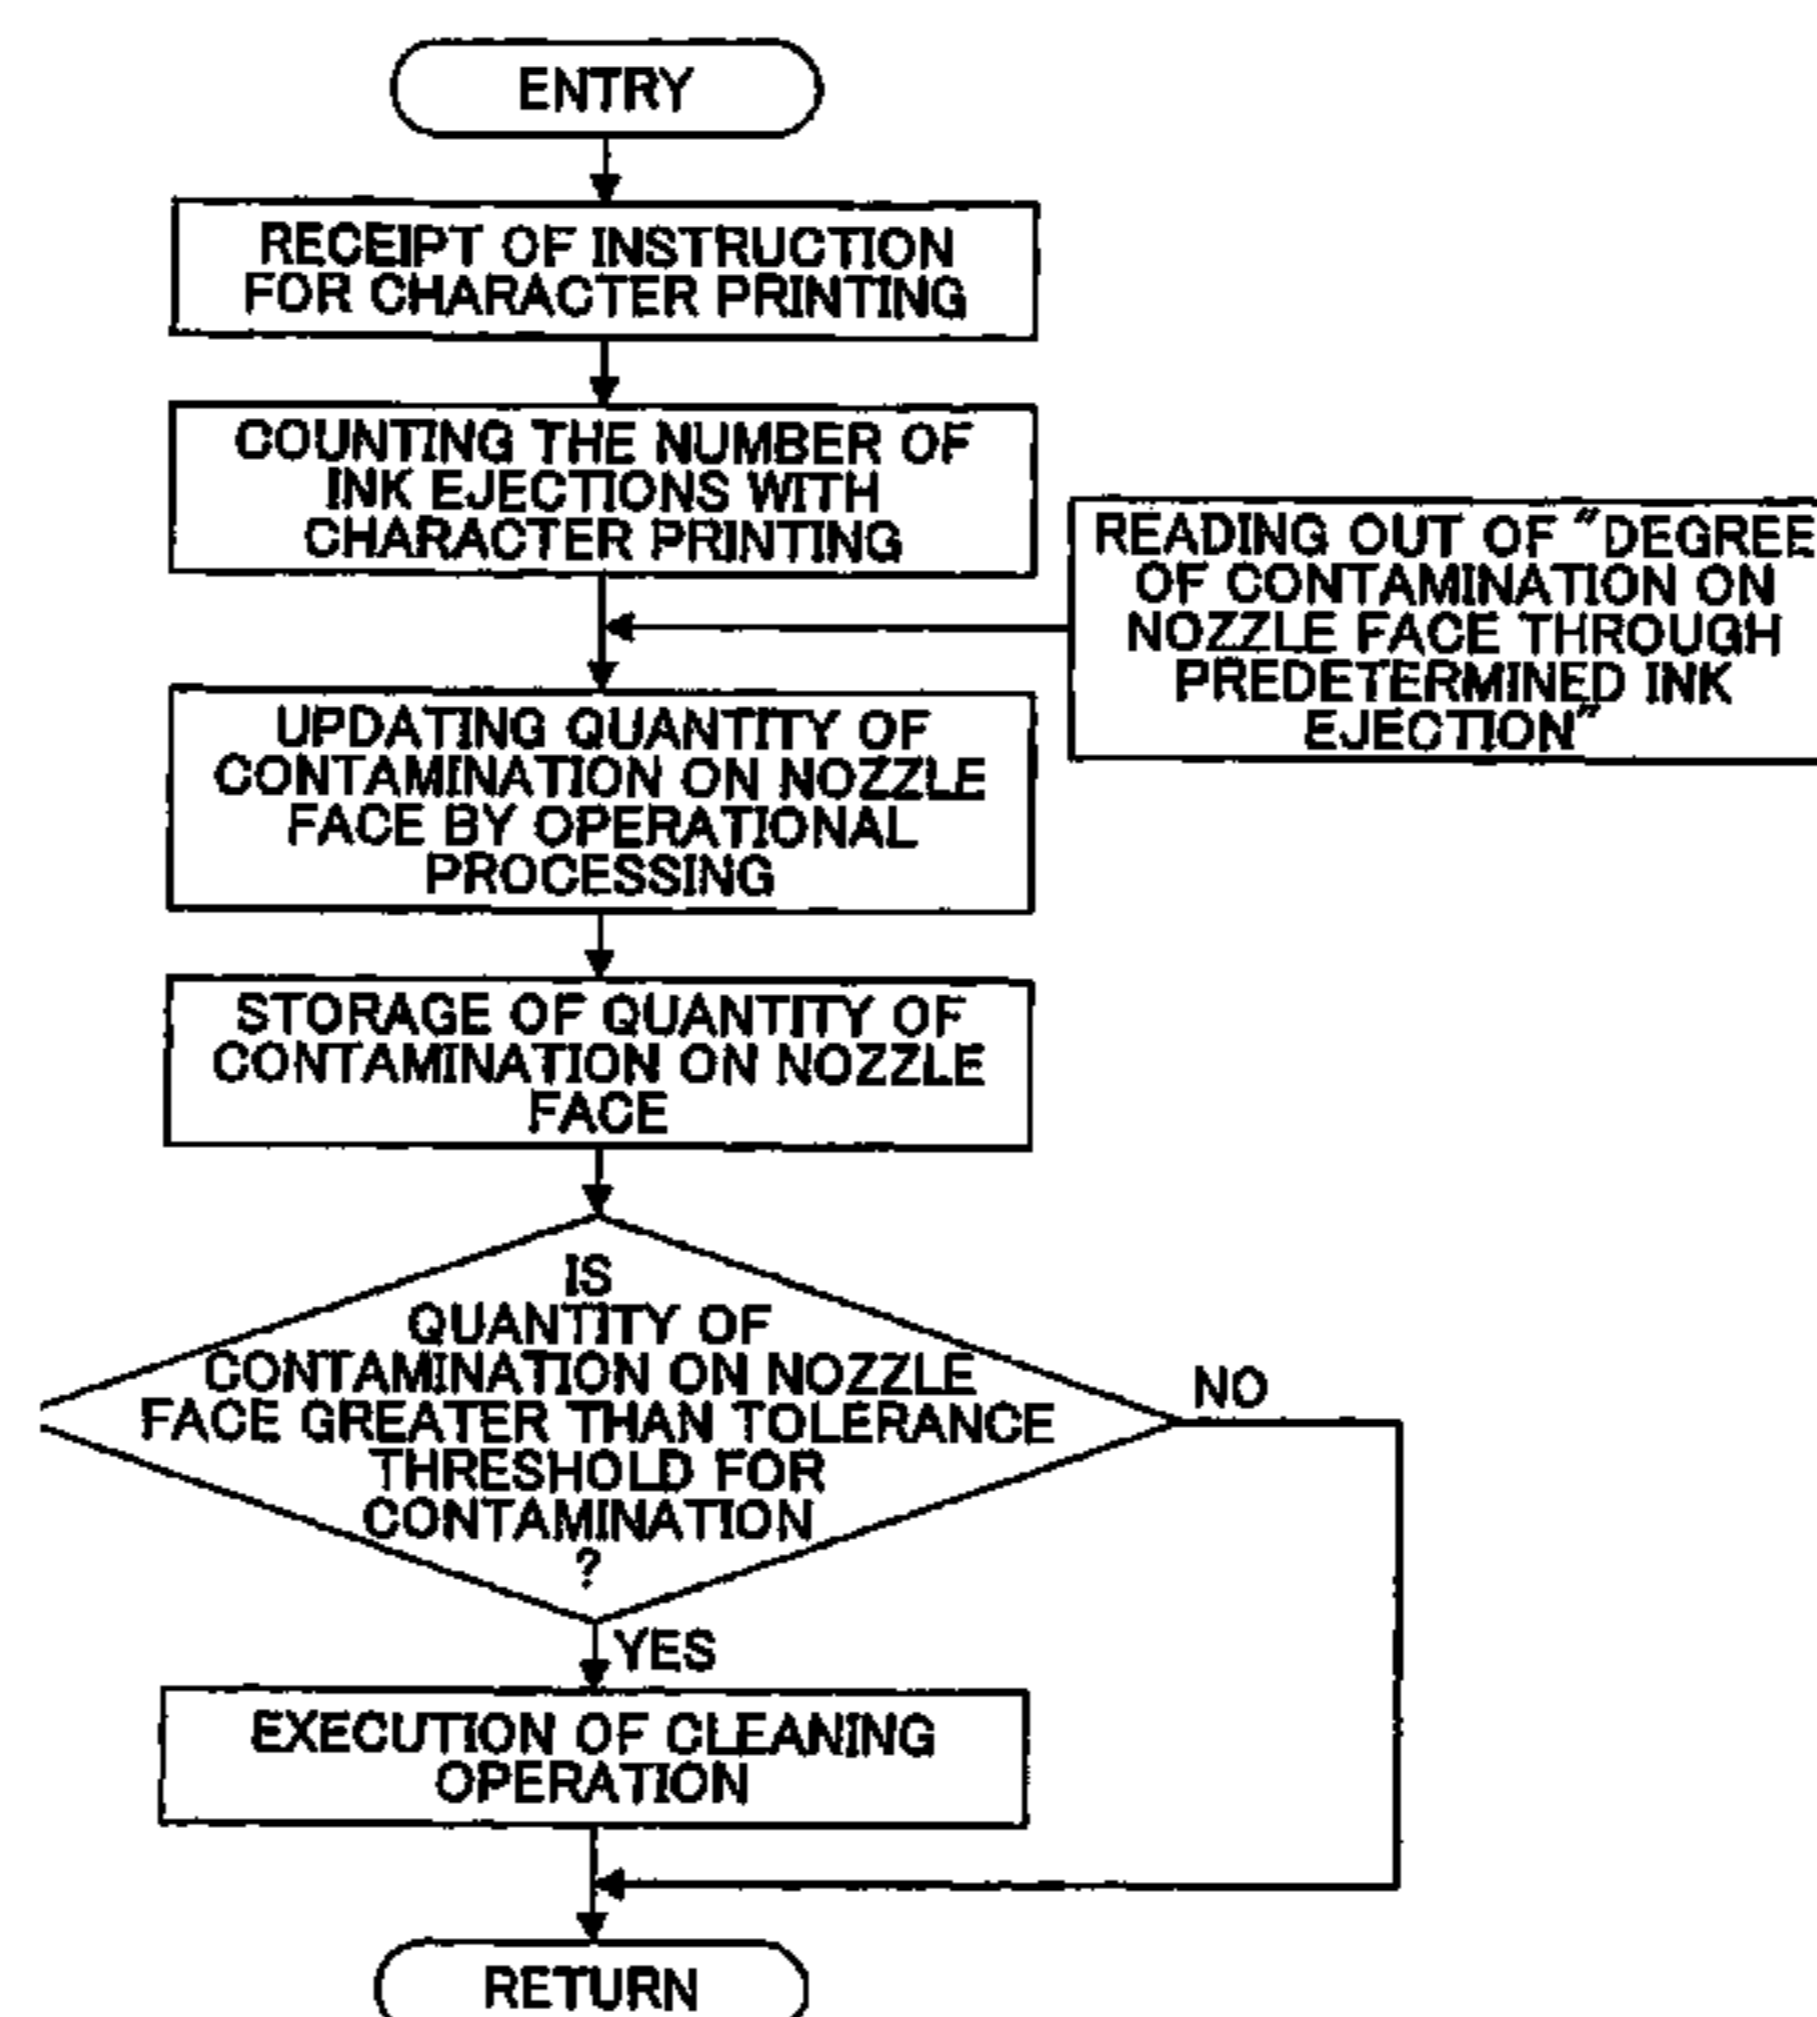 ENTRY
RECEIPT OF INSTRUCTION
FOR CHARACTER PRINTING
COUNTING THE NUMBER OF
INK EJECTIONS WITH
CHARACTER PRINTING
READING OUT OF "DEGREE
OF CONTAMINATION ON
NOZZLE FACE THROUGH
PREDETERMINED INK
EJECTION"
UPDATING QUANTITY OF
CONTAMINATION ON NOZZLE
FACE BY OPERATIONAL
PROCESSING
STORAGE OF QUANTITY OF
CONTAMINATION ON NOZZLE
FACE
IS
QUANTITY OF
CONTAMINATION ON NOZZLE
FACE GREATER THAN TOLERANCE
THRESHOLD FOR
CONTAMINATION
?
NO
YES
EXECUTION OF CLEANING
OPERATION
RETURN